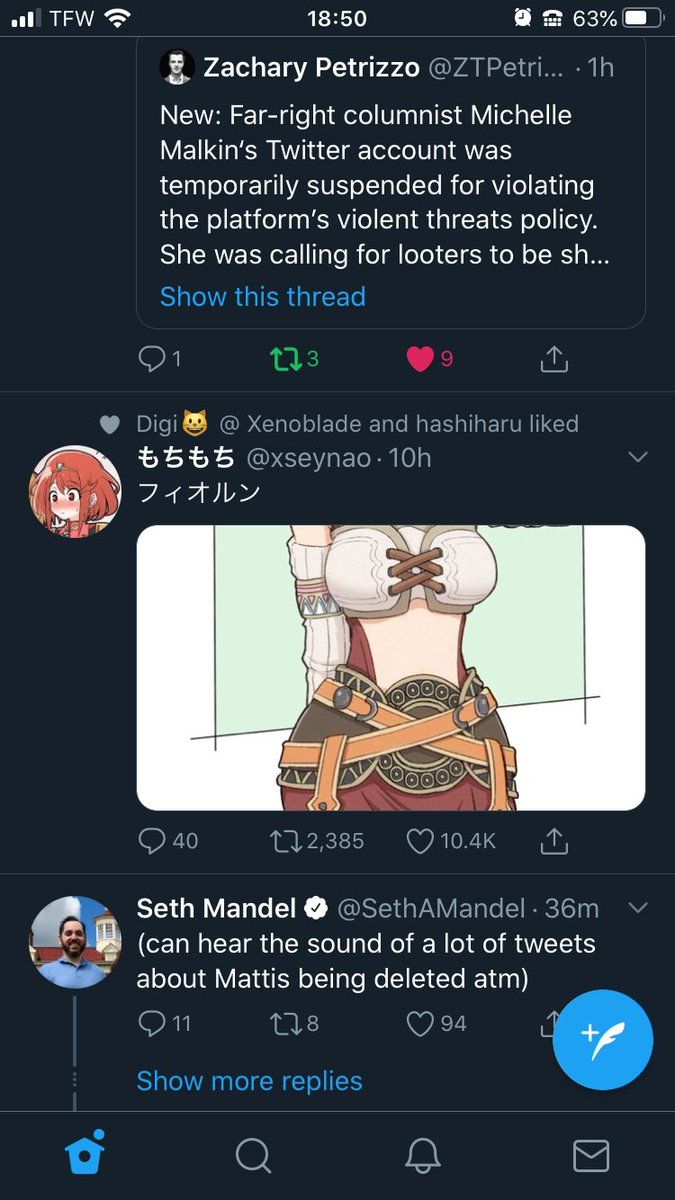 TFW 18:50 63%
Zachary Petrizzo @ZTPetri... · 1h
New: Far-right columnist Michelle
Malkin‘s Twitter account was
temporarily suspended for violating
the platform’s violent threats policy.
She was calling for looters to be sh...
Show this thread
1 3 9
Digi😺 @ Xenoblade and hashiharu liked
もちもち @xseynao · 10h
フィオルン
40 2,385 10.4K
Seth Mandel @SethAMandel · 36m
(can hear the sound of a lot of tweets
about Mattis being deleted atm)
11 8 94
Show more replies